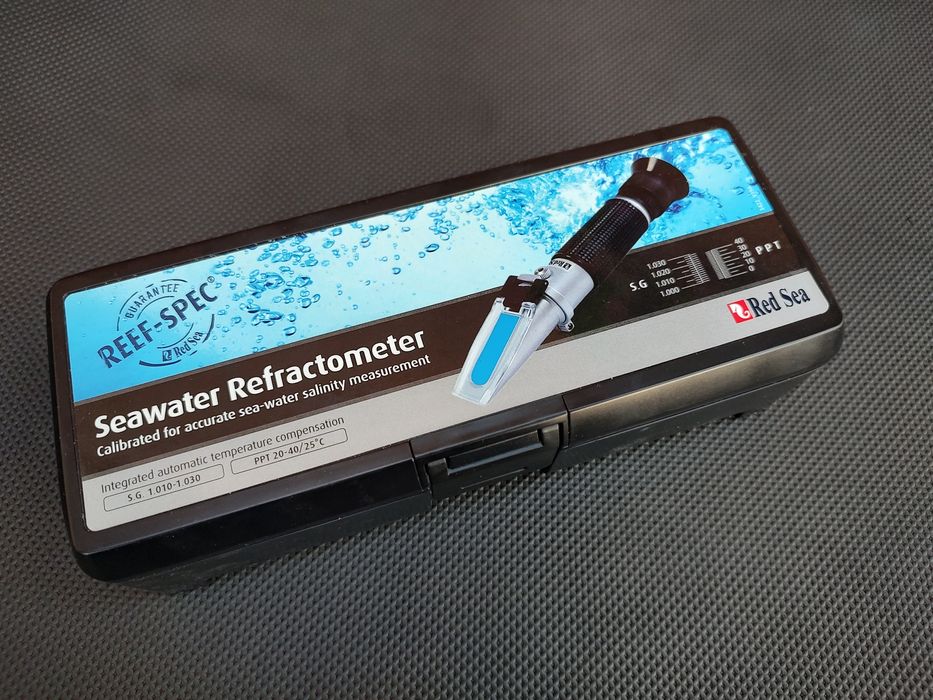 GUARANTEE
REEF-SPEC®
Red Sea
Seawater Refractometer
Calibrated for accurate sea-water salinity measurement
Integrated automatic temperature compensation
S.G. 1.010-1.030
PPT 20-40/25°C
S.G
1.030
1.020
1.010
1.000
40
30
20
10
0
PPT
Red Sea